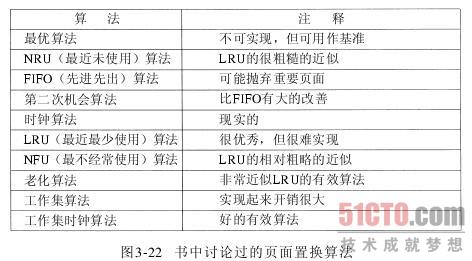 算 法 注 释
最优算法 不可实现，但可用作基准
NRU（最近未使用）算法 LRU的很粗糙的近似
FIFO（先进先出）算法 可能抛弃重要页面
第二次机会算法 比FIFO有大的改善
时钟算法 现实的
LRU（最近最少使用）算法 很优秀，但很难实现
NFU（最不经常使用）算法 LRU的相对粗略的近似
老化算法 非常近似LRU的有效算法
工作集算法 实现起来开销很大
工作集时钟算法 好的有效算法
51CTO.com
技术成就梦想
图3-22 书中讨论过的页面置换算法